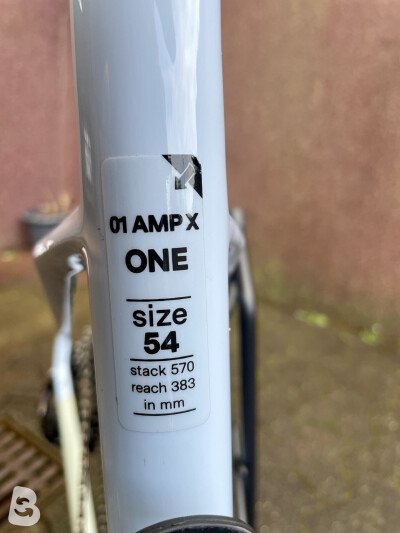 01 AMP X
ONE
size
54
stack 570
reach 383
in mm